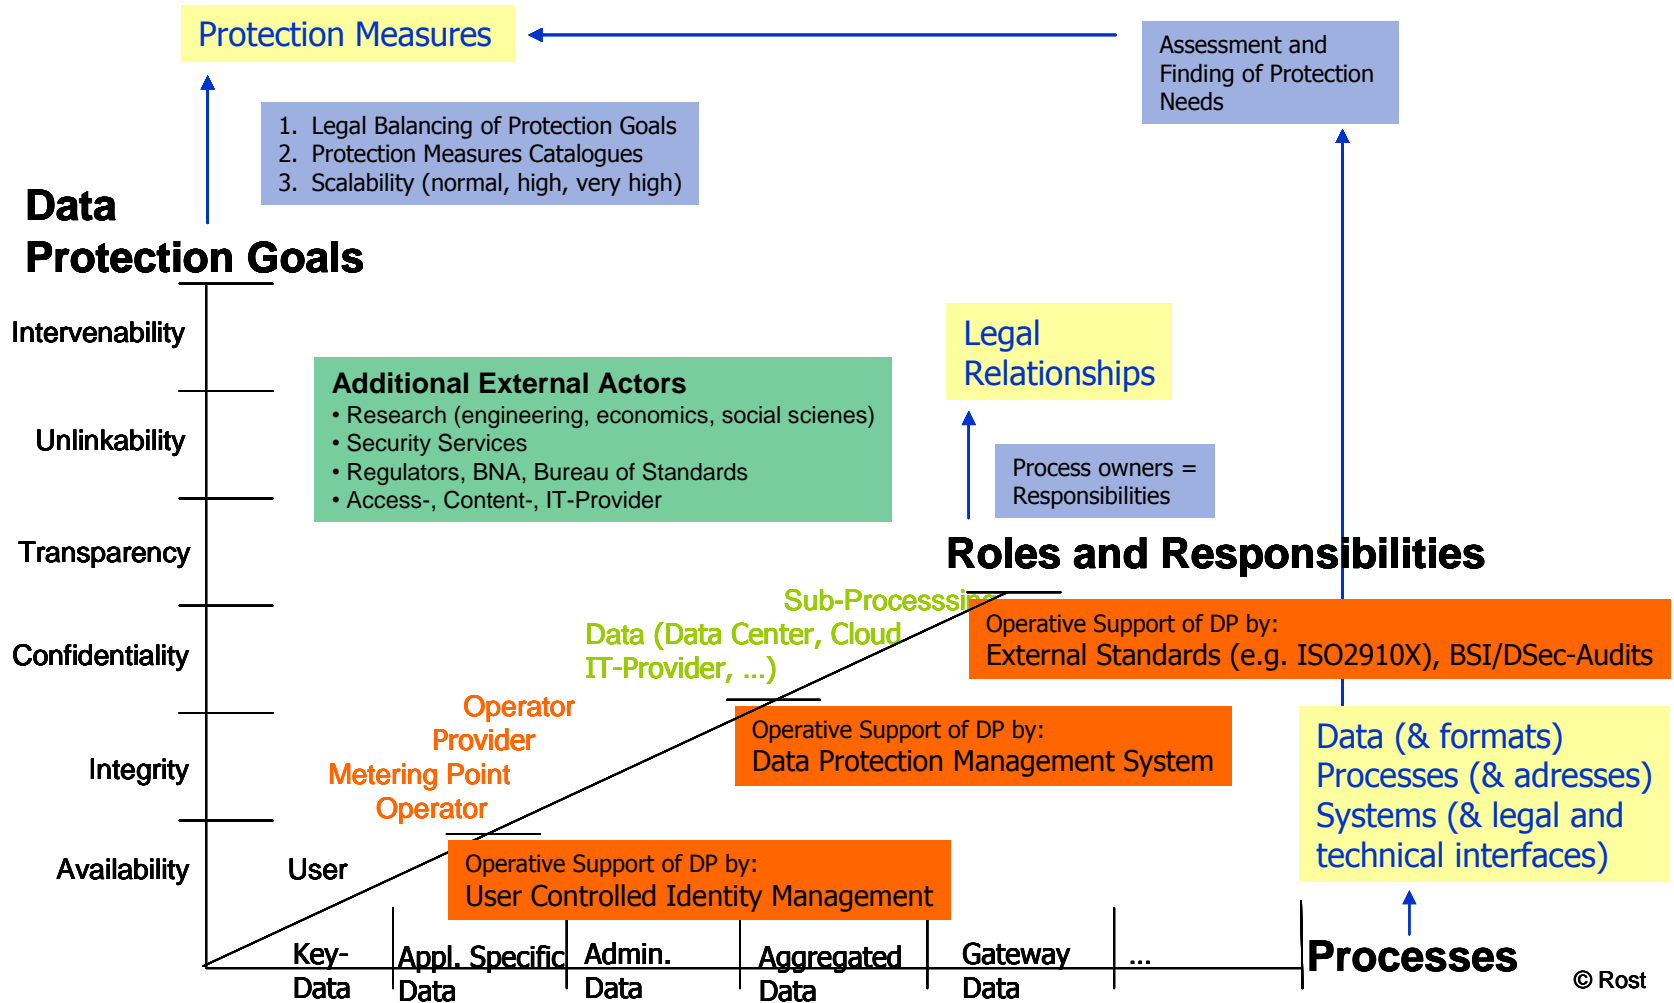 Protection Measures
Assessment and
Finding of Protection
Needs
1. Legal Balancing of Protection Goals
2. Protection Measures Catalogues
3. Scalability (normal, high, very high)
Data
Protection Goals
Intervenability
Unlinkability
Transparency
Confidentiality
Integrity
Availability
Additional External Actors
• Research (engineering, economics, social scienes)
• Security Services
• Regulators, BNA, Bureau of Standards
• Access-, Content-, IT-Provider
Legal
Relationships
Process owners =
Responsibilities
Roles and Responsibilities
Sub-Processsing
Data (Data Center, Cloud
IT-Provider, ...)
Operator
Provider
Metering Point
Operator
User
Operative Support of DP by:
External Standards (e.g. ISO2910X), BSI/DSec-Audits
Operative Support of DP by:
Data Protection Management System
Operative Support of DP by:
User Controlled Identity Management
Data (& formats)
Processes (& adresses)
Systems (& legal and
technical interfaces)
Key-
Data
Appl. Specific
Data
Admin.
Data
Aggregated
Data
Gateway
Data
...
Processes
© Rost